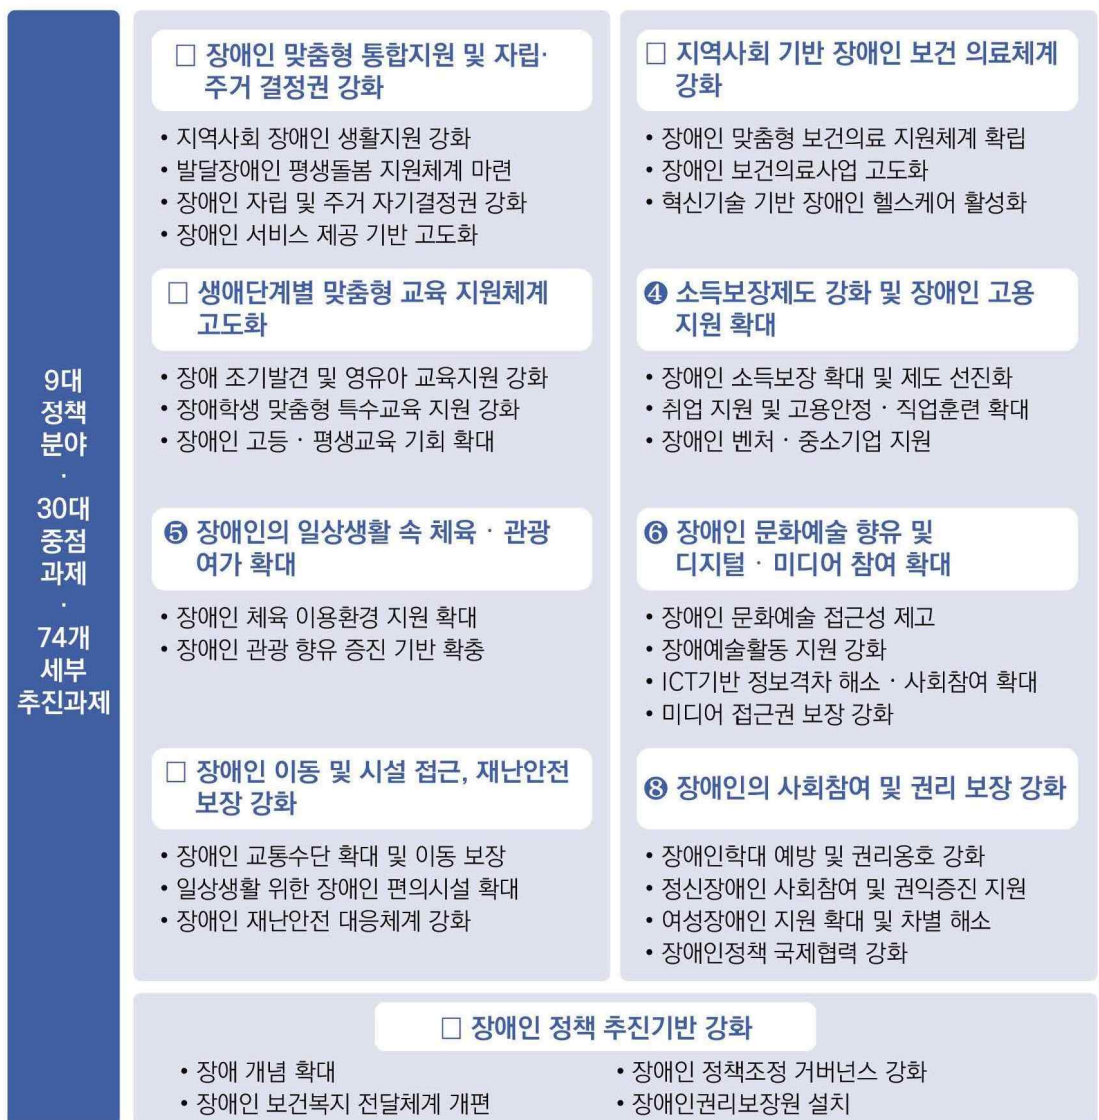 9대
정책
분야
·
30대
중점
과제
·
74개
세부
추진과제
□ 장애인 맞춤형 통합지원 및 자립·
주거 결정권 강화
• 지역사회 장애인 생활지원 강화
• 발달장애인 평생돌봄 지원체계 마련
• 장애인 자립 및 주거 자기결정권 강화
• 장애인 서비스 제공 기반 고도화
□ 지역사회 기반 장애인 보건 의료체계
강화
• 장애인 맞춤형 보건의료 지원체계 확립
• 장애인 보건의료사업 고도화
• 혁신기술 기반 장애인 헬스케어 활성화
□ 생애단계별 맞춤형 교육 지원체계
고도화
• 장애 조기발견 및 영유아 교육지원 강화
• 장애학생 맞춤형 특수교육 지원 강화
• 장애인 고등 · 평생교육 기회 확대
❹ 소득보장제도 강화 및 장애인 고용
지원 확대
• 장애인 소득보장 확대 및 제도 선진화
• 취업 지원 및 고용안정 · 직업훈련 확대
• 장애인 벤처 · 중소기업 지원
❺ 장애인의 일상생활 속 체육 · 관광
여가 확대
• 장애인 체육 이용환경 지원 확대
• 장애인 관광 향유 증진 기반 확충
❻ 장애인 문화예술 향유 및
디지털 · 미디어 참여 확대
• 장애인 문화예술 접근성 제고
• 장애예술활동 지원 강화
• ICT기반 정보격차 해소 · 사회참여 확대
• 미디어 접근권 보장 강화
□ 장애인 이동 및 시설 접근, 재난안전
보장 강화
• 장애인 교통수단 확대 및 이동 보장
• 일상생활 위한 장애인 편의시설 확대
• 장애인 재난안전 대응체계 강화
❽ 장애인의 사회참여 및 권리 보장 강화
• 장애인학대 예방 및 권리옹호 강화
• 정신장애인 사회참여 및 권익증진 지원
• 여성장애인 지원 확대 및 차별 해소
• 장애인정책 국제협력 강화
□ 장애인 정책 추진기반 강화
• 장애 개념 확대
• 장애인 보건복지 전달체계 개편
• 장애인 정책조정 거버넌스 강화
• 장애인권리보장원 설치